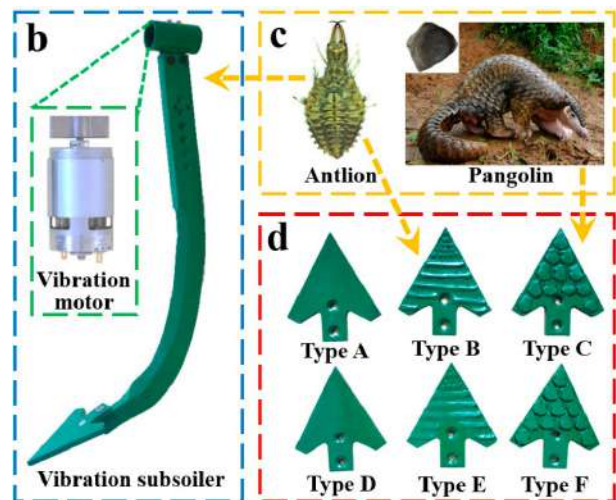 b
Vibration
motor
Vibration subsoiler
c
Antlion
Pangolin
d
Type A
Type B
Type C
Type D
Type E
Type F